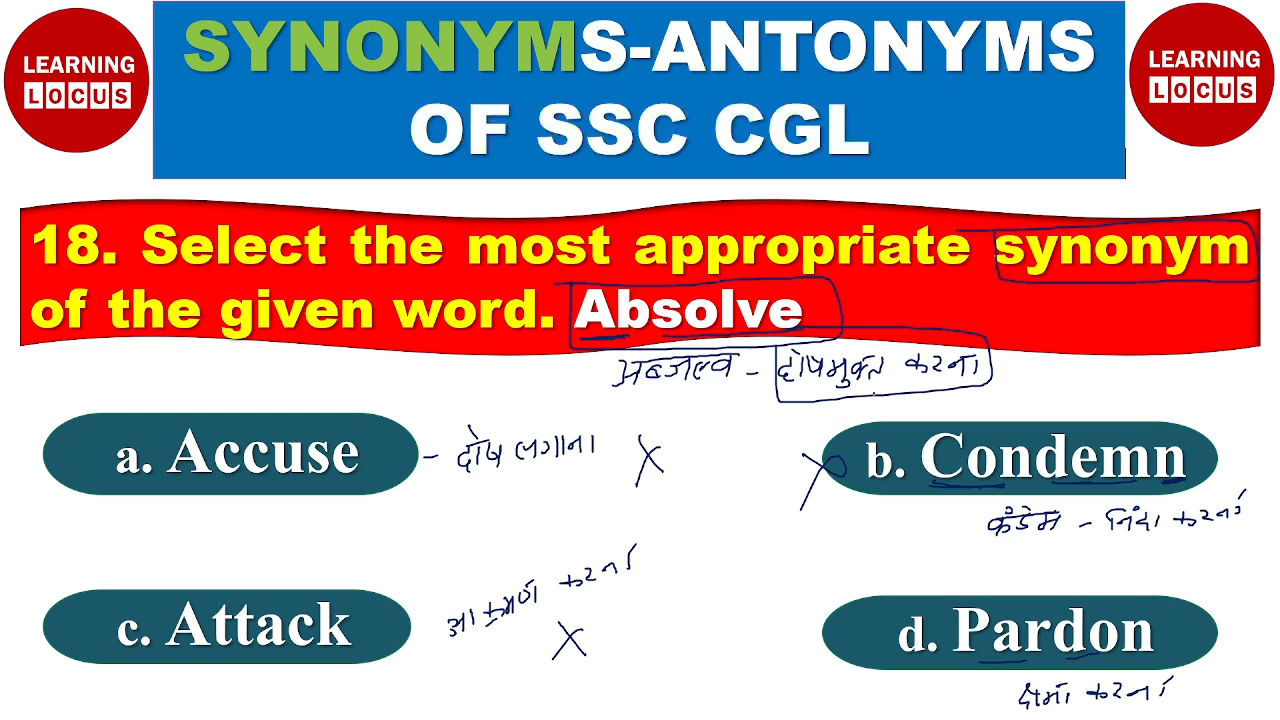 LEARNING
LOCUS
SYNONYMS-ANTONYMS
OF SSC CGL
LEARNING
LOCUS
18. Select the most appropriate synonym
of the given word. Absolve
अब्जल्व - दोषमुक्त करना
a. Accuse - दोष लगाना X
X b. Condemn
कंडेम - निंदा करना
c. Attack आक्रमण करना X
d. Pardon
क्षमा करना